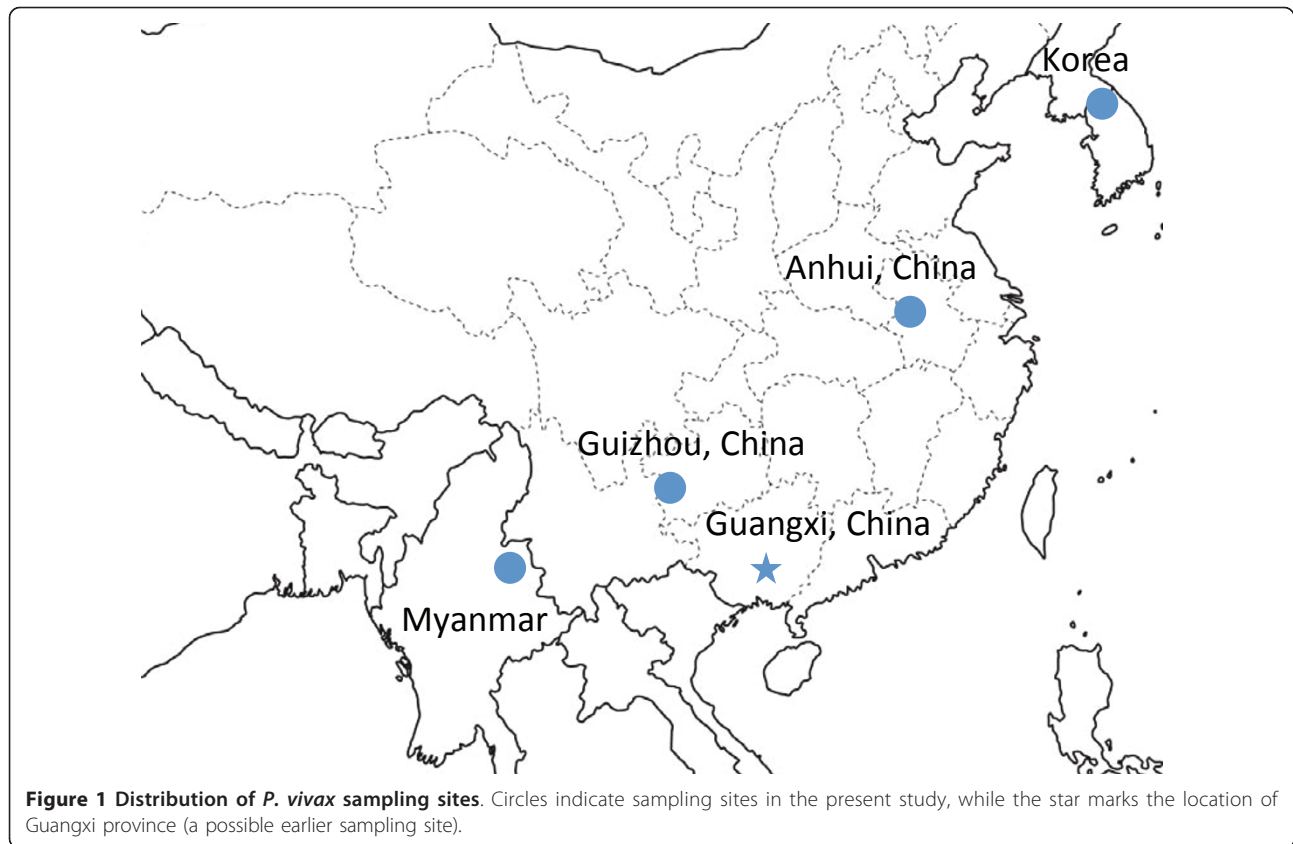 Korea
Anhui, China
Guizhou, China
Guangxi, China
Myanmar
Figure 1 Distribution of P. vivax sampling sites. Circles indicate sampling sites in the present study, while the star marks the location of
Guangxi province (a possible earlier sampling site).